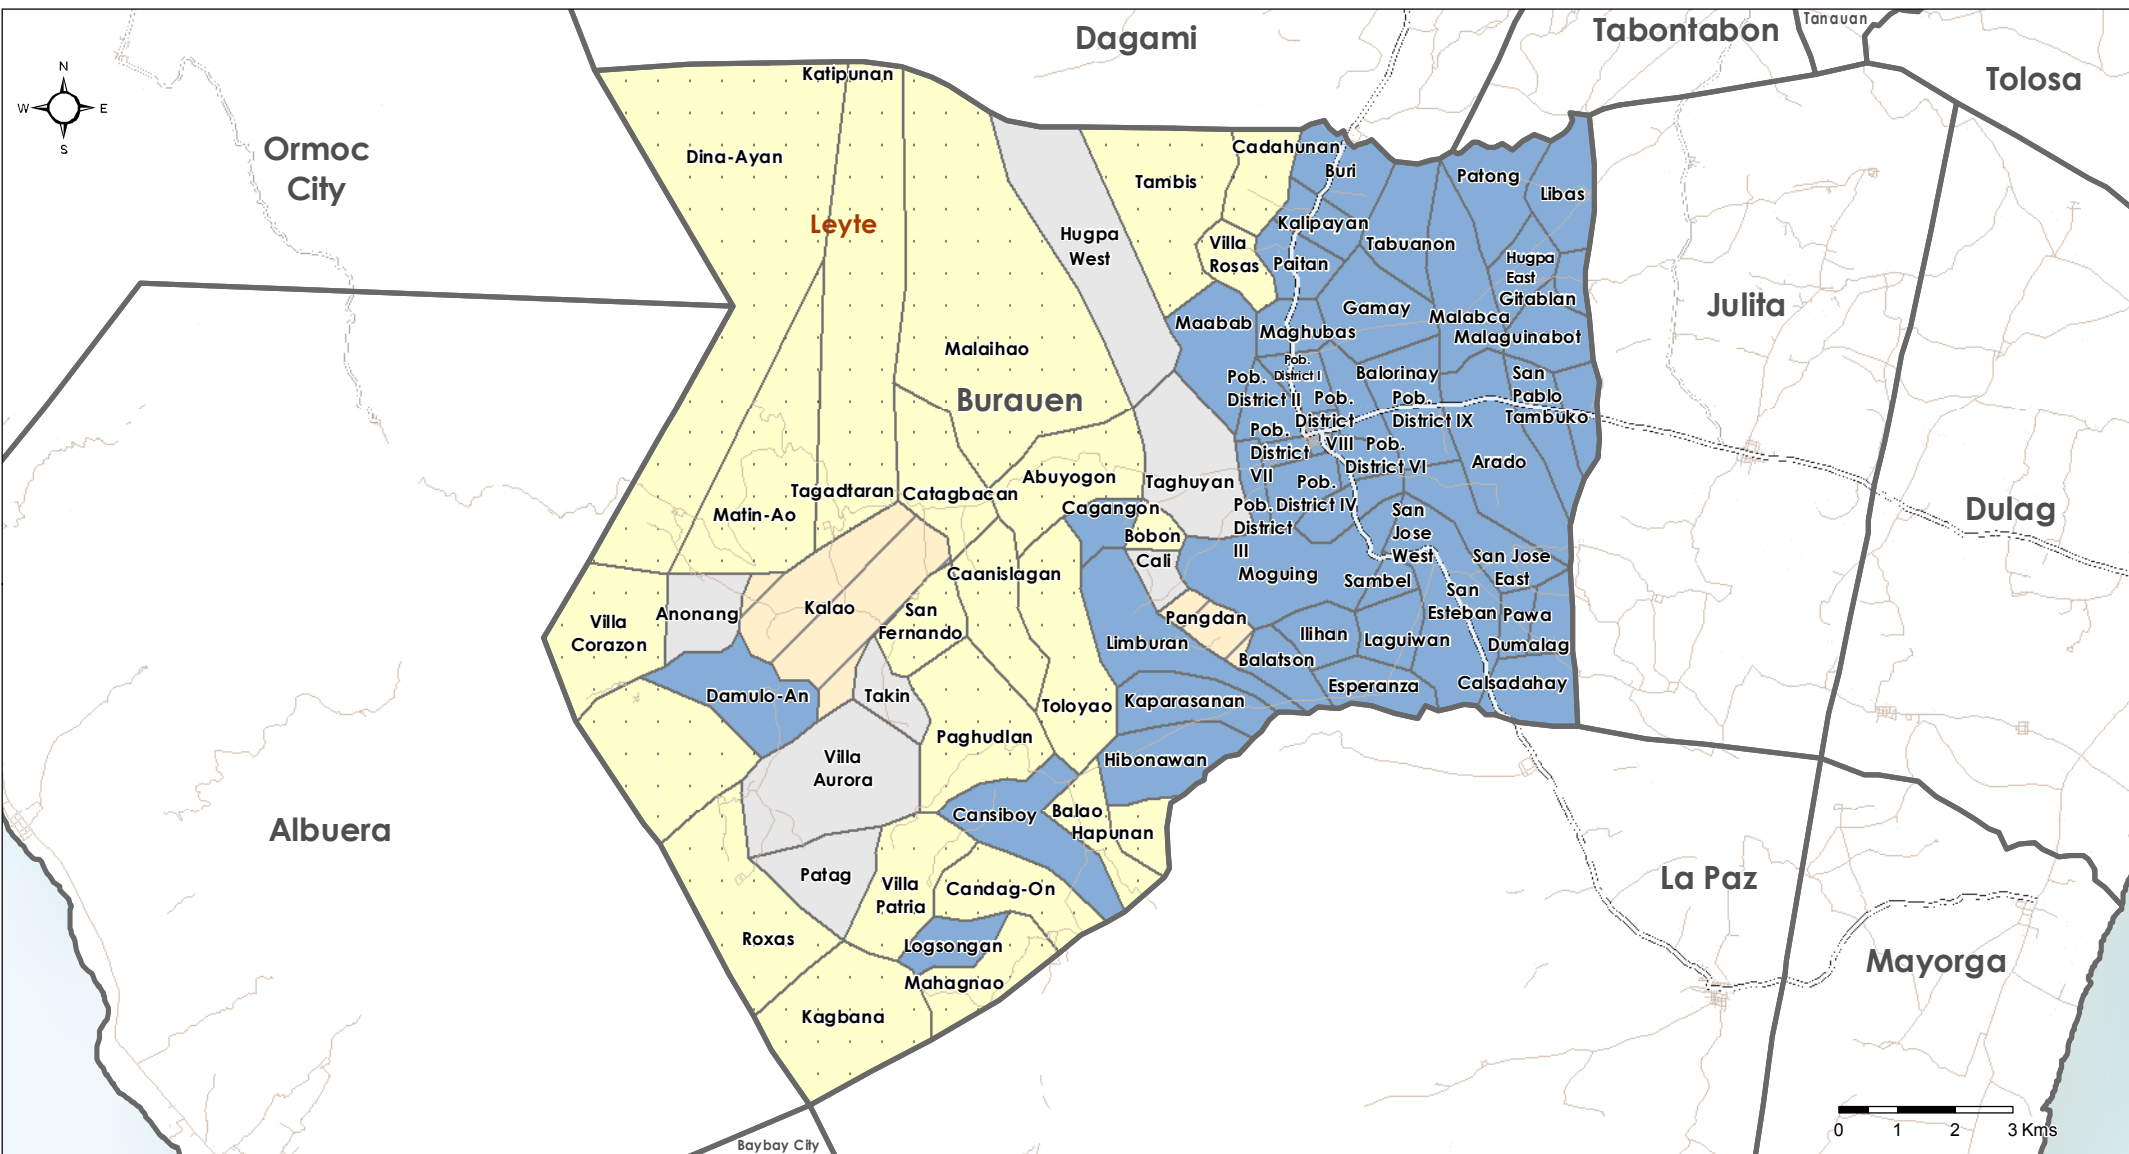 Dagami
Tabontabon
Tanauan
Tolosa
N
W
E
S
Katipunan
Ormoc
City
Dina-Ayan
Leyte
Cadahunan
Tambis
Buri
Patong
Libas
Hugpa
West
Villa
Rosas
Kalipayan
Tabuanon
Paitan
Hugpa
East
Gitablan
Julita
Maabab
Maghubas
Gamay
Malabca
Malaguinabot
Malaihao
Burauen
Pob.
District I
Pob.
District II
Balorinay
San
Pablo
Pob.
District
VIII
Pob.
District IX
Tambuko
Pob.
District
VII
Pob.
District VI
Arado
Abuyogon
Taghuyan
Tagadtaran
Catagbacan
Matin-Ao
Cagangon
Pob.
District IV
Pob.
District
III
San
Jose
West
Dulag
Bobon
Cali
San Jose
East
Caanislagan
Moguing
Sambel
San
Esteban
Pawa
Villa
Corazon
Anonang
Kalao
San
Fernando
Pangdan
Limburan
Ilihan
Laguiwan
Dumalag
Balatson
Damulo-An
Takin
Toloyao
Kaparasanan
Esperanza
Calsadahay
Paghudlan
Villa
Aurora
Hibonawan
Albuera
Cansiboy
Balao
Hapunan
Patag
Villa
Patria
Candag-On
La Paz
Roxas
Logsongan
Mahagnao
Mayorga
Kagbana
Baybay City
0 1 2 3 Kms